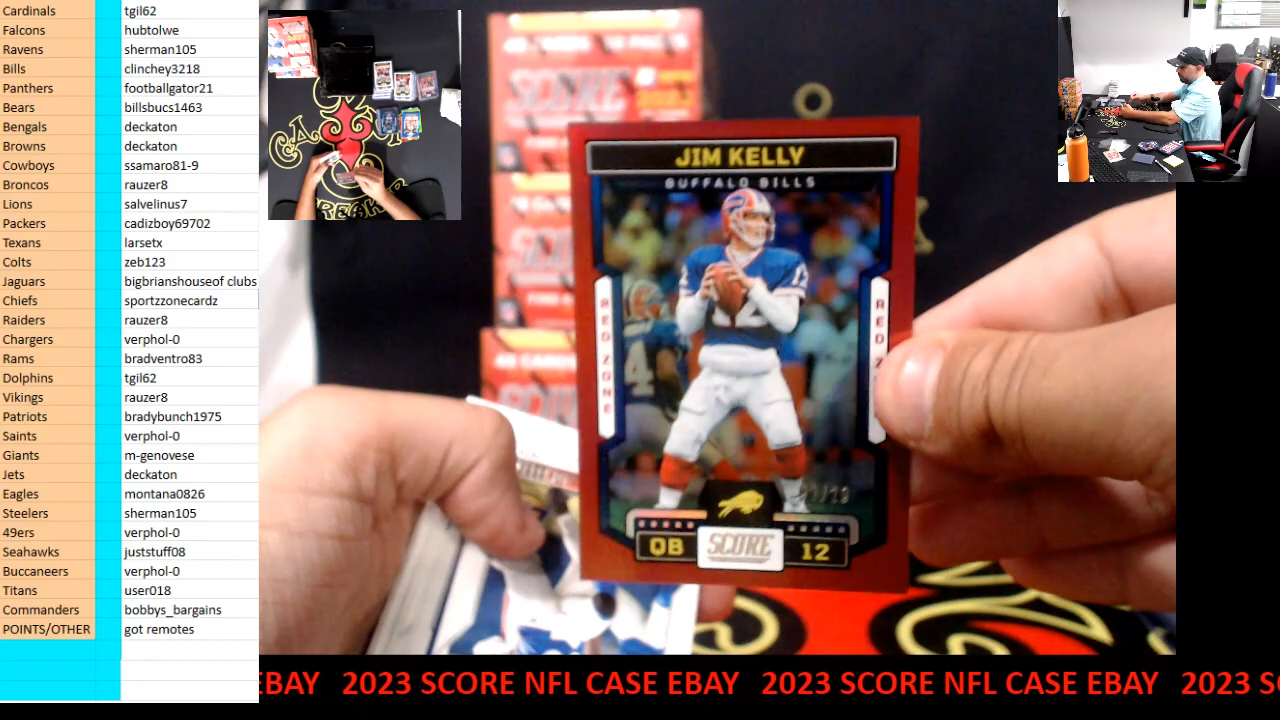 Cardinals tgil62
Falcons hubtolwe
Ravens sherman105
Bills clinchey3218
Panthers footballgator21
Bears billsbucs1463
Bengals deckaton
Browns deckaton
Cowboys ssamaro81-9
Broncos rauzer8
Lions salvelinus7
Packers cadizboy69702
Texans larsetx
Colts zeb123
Jaguars bigbrianshouseof clubs
Chiefs sportzzonecardz
Raiders rauzer8
Chargers verphol-0
Rams bradventro83
Dolphins tgil62
Vikings rauzer8
Patriots bradybunch1975
Saints verphol-0
Giants m-genovese
Jets deckaton
Eagles montana0826
Steelers sherman105
49ers verphol-0
Seahawks juststuff08
Buccaneers verphol-0
Titans user018
Commanders bobbys_bargains
POINTS/OTHER got remotes
SCORE
JIM KELLY
BUFFALO BILLS
RED ZONE
RED Z
12
QB SCORE 12
EBAY 2023 SCORE NFL CASE EBAY 2023 SCORE NFL CASE EBAY 2023 S